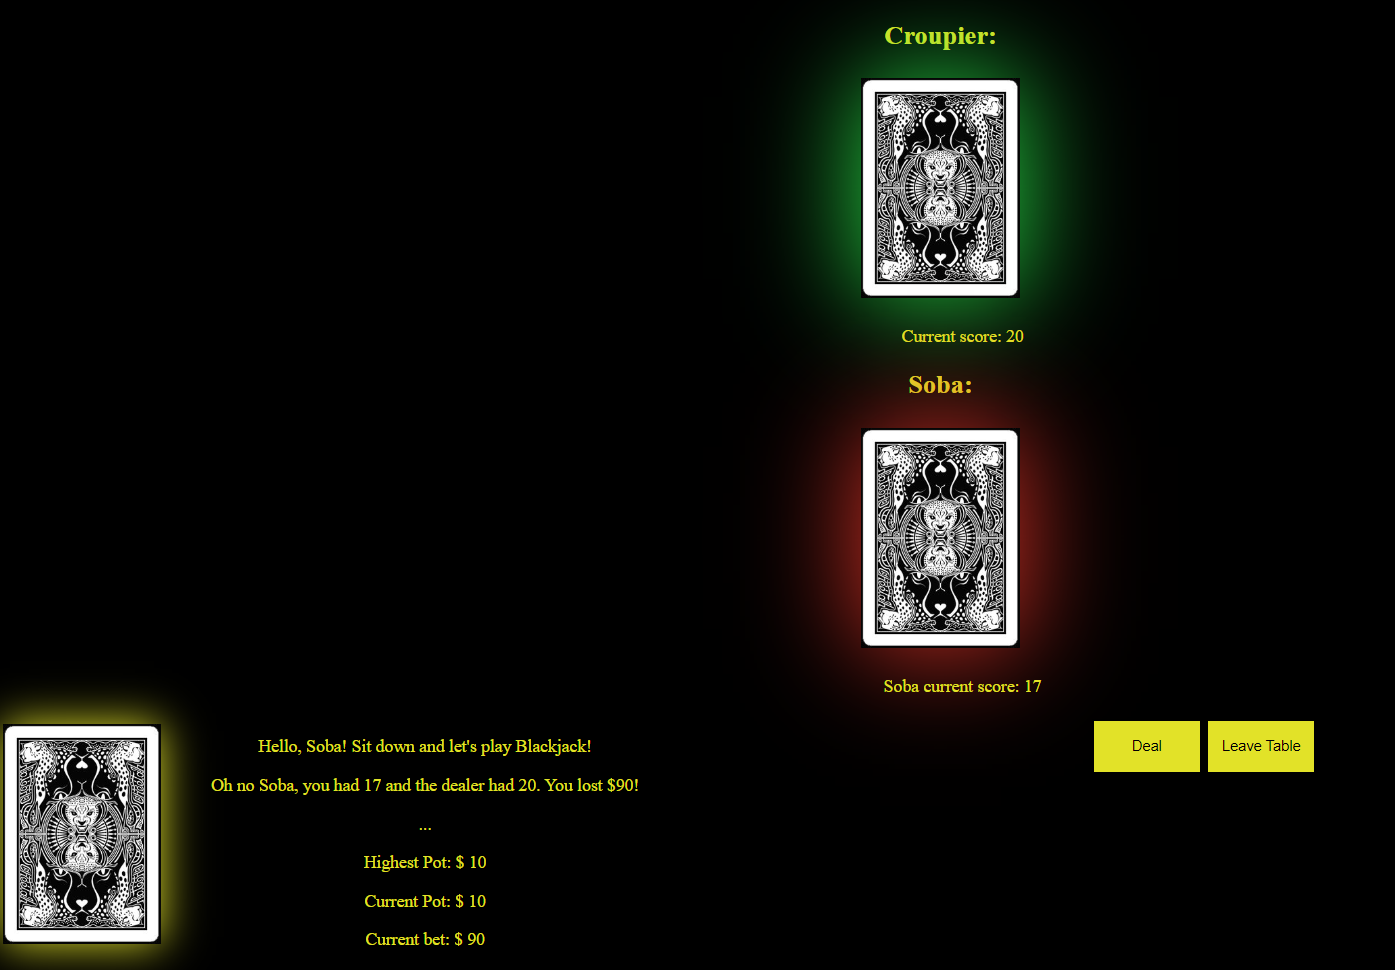 Croupier:
Current score: 20
Soba:
Soba current score: 17
Hello, Soba! Sit down and let's play Blackjack!
Oh no Soba, you had 17 and the dealer had 20. You lost $90!
...
Highest Pot: $ 10
Current Pot: $ 10
Current bet: $ 90
Deal
Leave Table